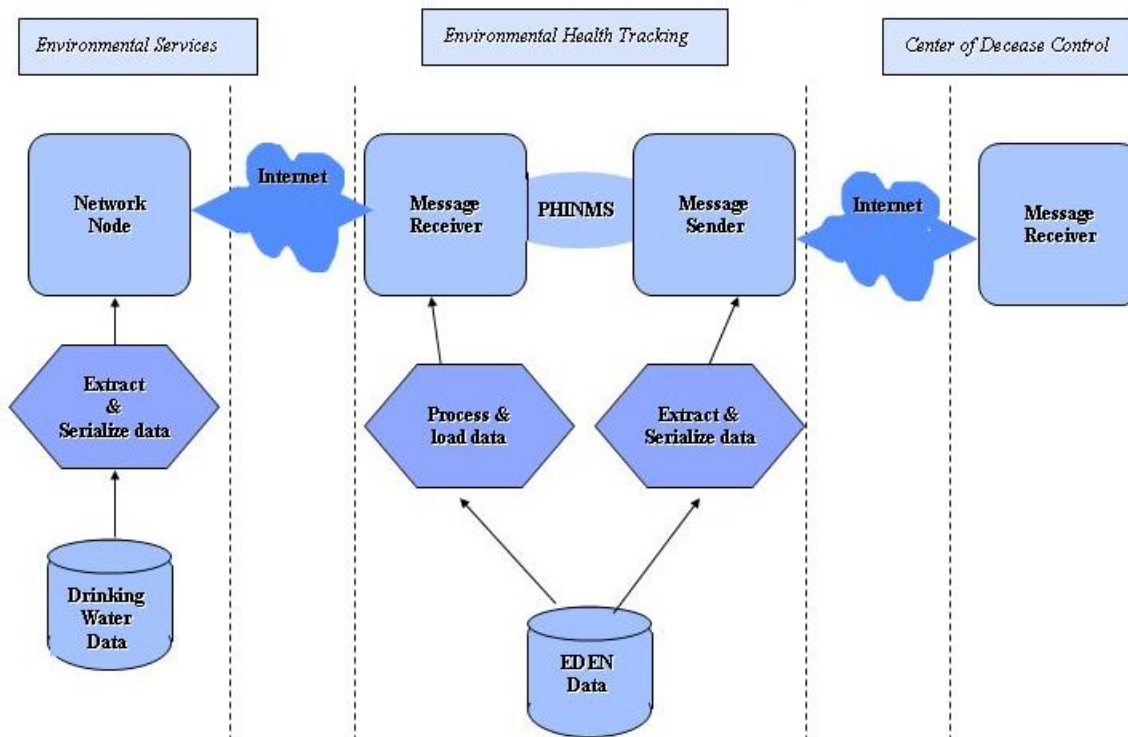 Environmental Services
Environmental Health Tracking
Center of Decease Control
Network
Node
Internet
Message
Receiver
PHINMS
Message
Sender
Internet
Message
Receiver
Extract
&
Serialize data
Process &
load data
Extract &
Serialize data
Drinking
Water
Data
EDEN
Data